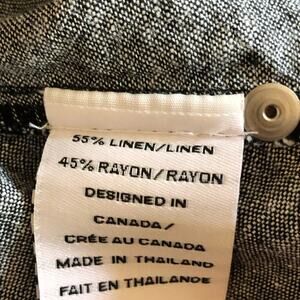 55% LINEN/LINEN
45% RAYON/RAYON
DESIGNED IN
CANADA/
CRÉE AU CANADA
MADE IN THAILAND/
FAIT EN THAILANDE